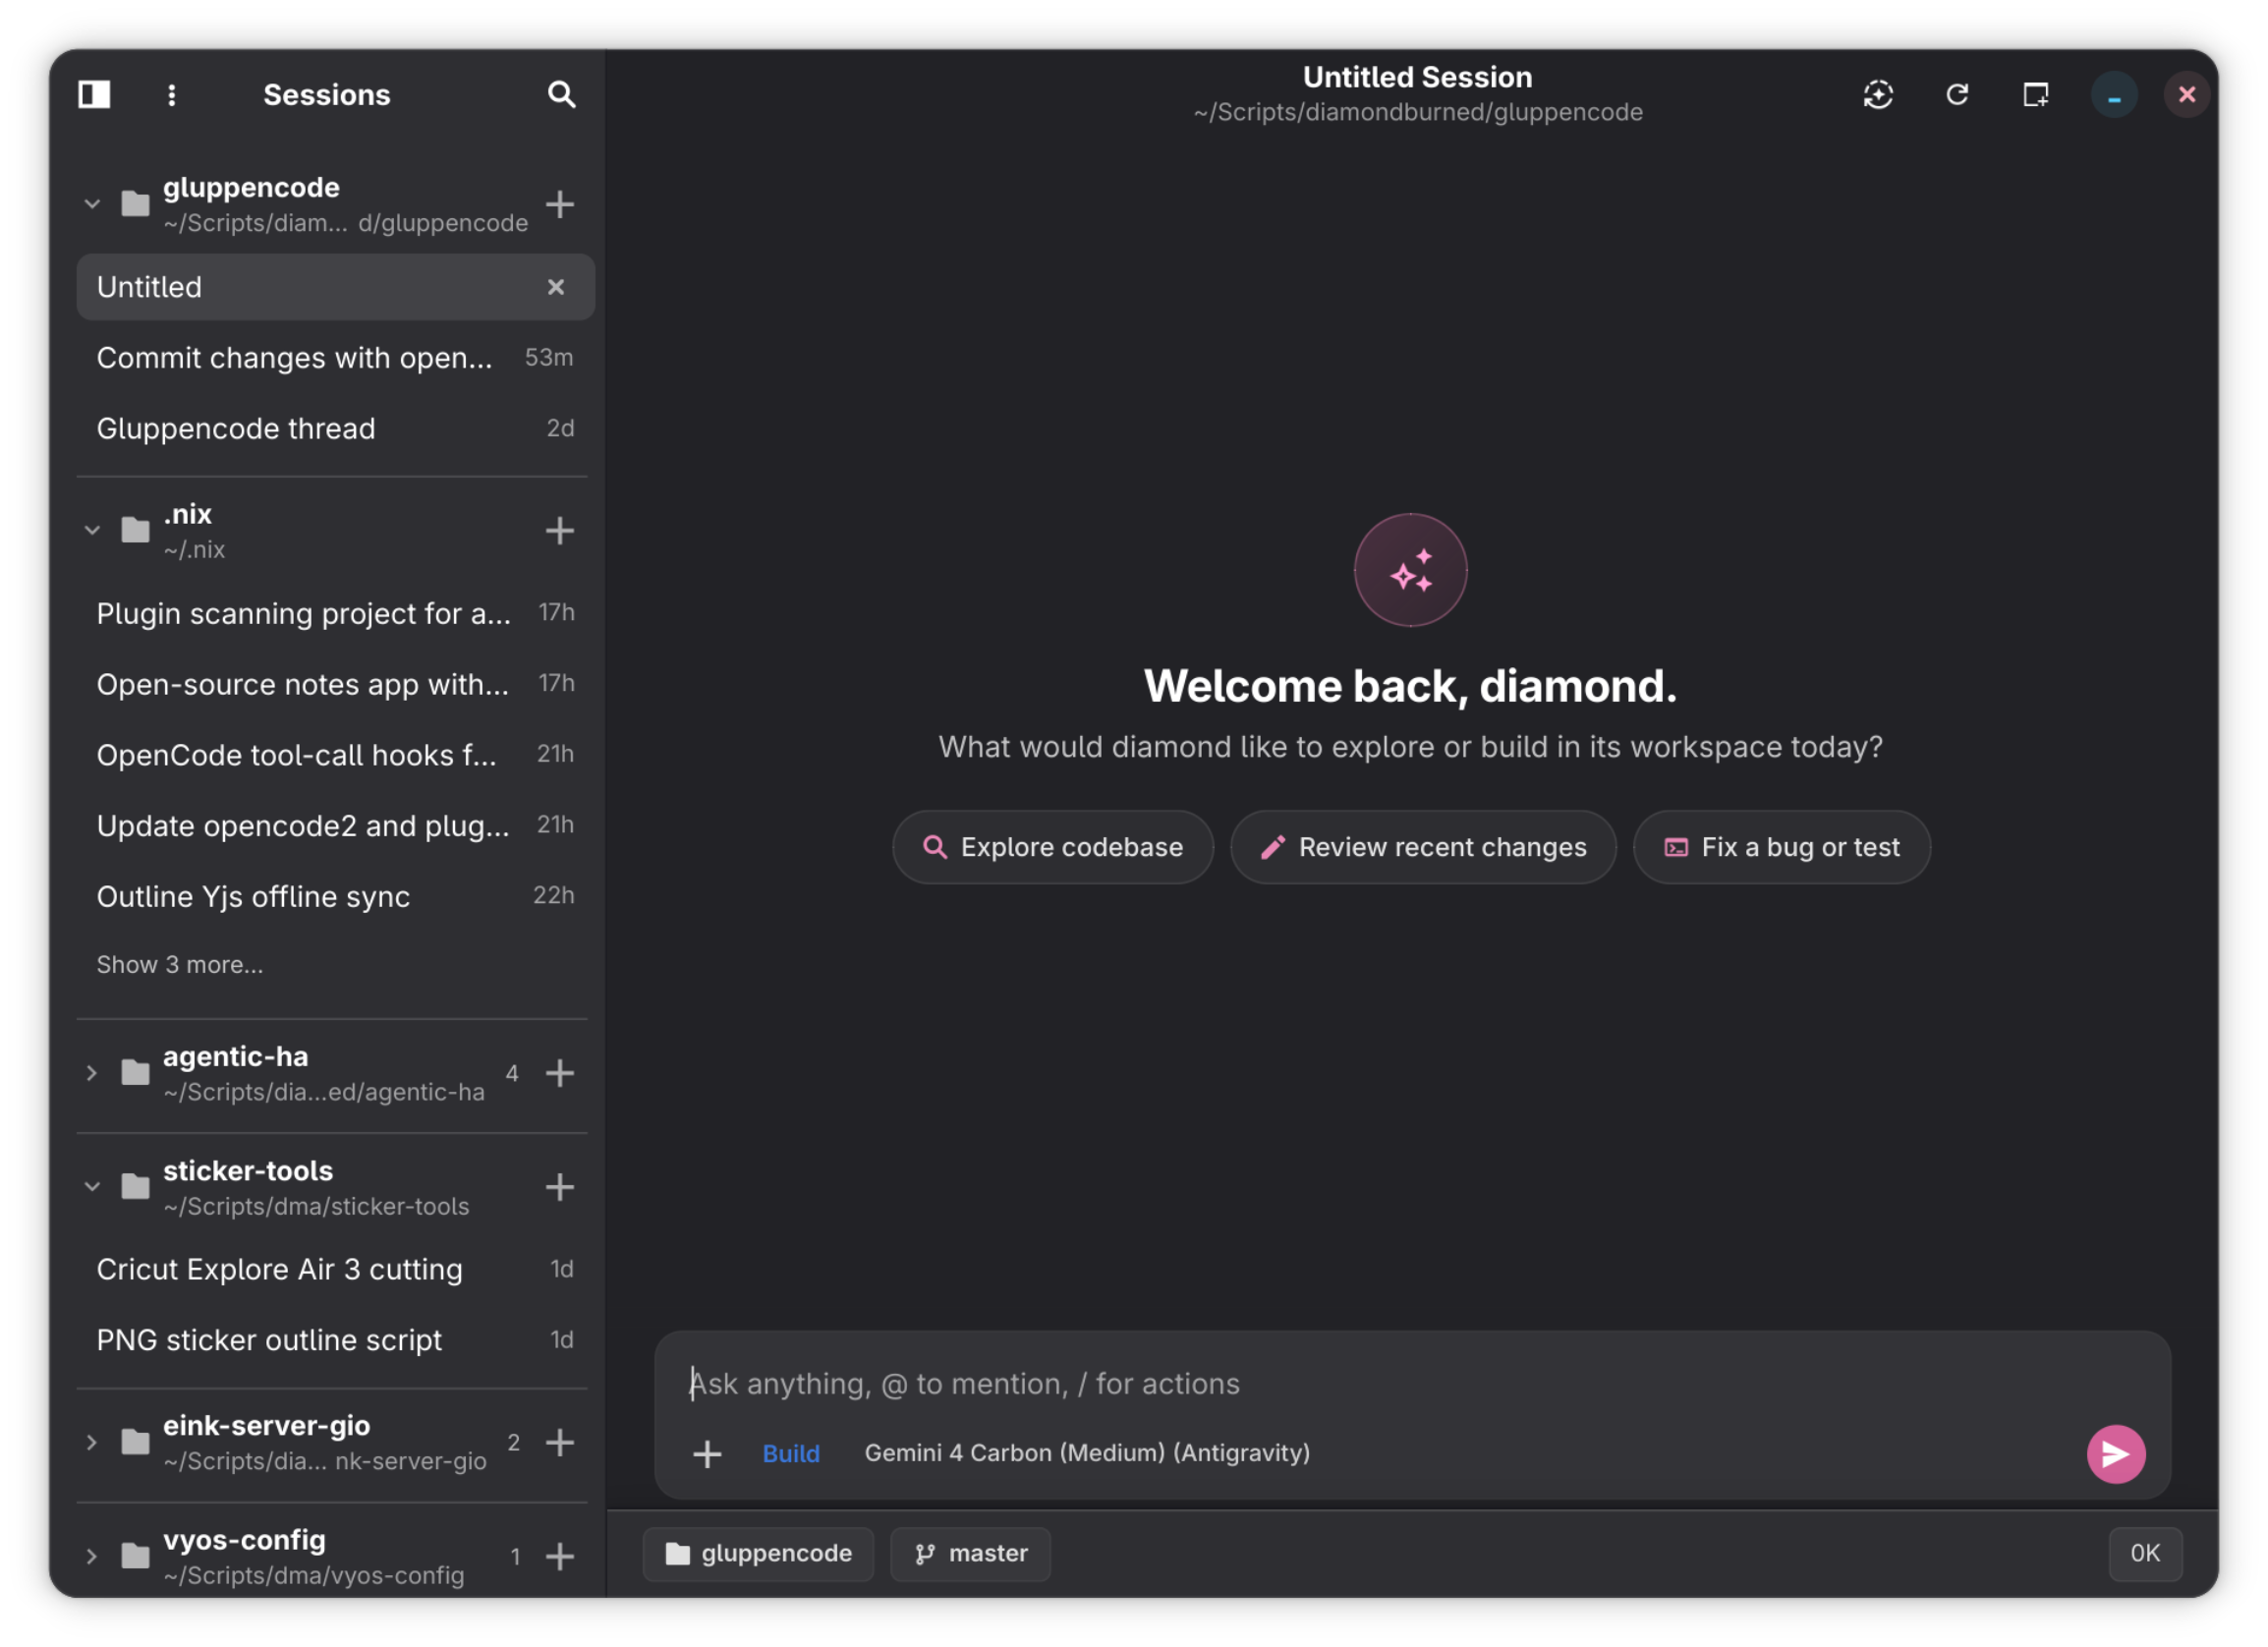 Sessions
gluppencode
~/Scripts/diam... d/gluppencode
Untitled
Commit changes with open... 53m
Gluppencode thread 2d
.nix
~/.nix
Plugin scanning project for a... 17h
Open-source notes app with... 17h
OpenCode tool-call hooks f... 21h
Update opencode2 and plug... 21h
Outline Yjs offline sync 22h
Show 3 more...
agentic-ha 4
~/Scripts/dia...ed/agentic-ha
sticker-tools
~/Scripts/dma/sticker-tools
Cricut Explore Air 3 cutting 1d
PNG sticker outline script 1d
eink-server-gio 2
~/Scripts/dia... nk-server-gio
vyos-config 1
~/Scripts/dma/vyos-config
Untitled Session
~/Scripts/diamondburned/gluppencode
Welcome back, diamond.
What would diamond like to explore or build in its workspace today?
Explore codebase Review recent changes Fix a bug or test
Ask anything, @ to mention, / for actions
Build Gemini 4 Carbon (Medium) (Antigravity)
gluppencode master 0K